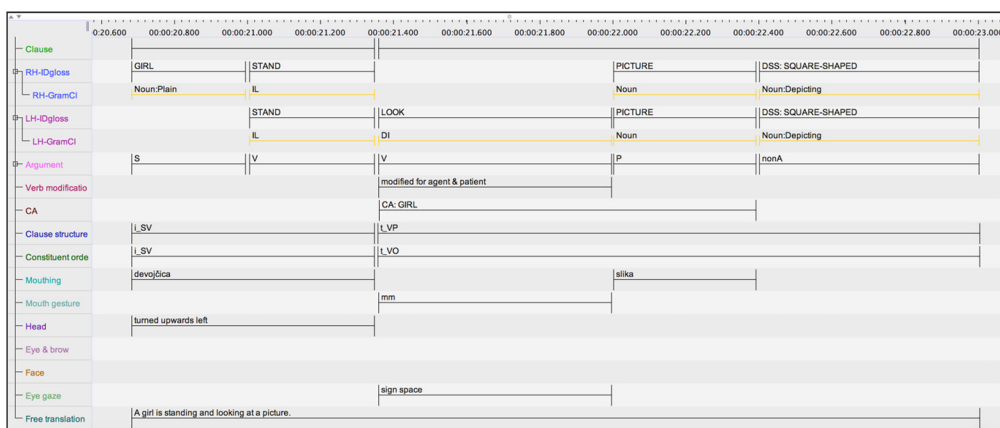 0:20.600 00:00:20.800 00:00:21.000 00:00:21.200 00:00:21.400 00:00:21.600 00:00:21.800 00:00:22.000 00:00:22.200 00:00:22.400 00:00:22.600 00:00:22.800 00:00:23.000
Clause
RH-IDgloss GIRL STAND PICTURE DSS: SQUARE-SHAPED
RH-GramCl Noun:Plain IL Noun Noun:Depicting
LH-IDgloss STAND LOOK PICTURE DSS: SQUARE-SHAPED
LH-GramCl IL DI Noun Noun:Depicting
Argument S V V P nonA
Verb modificatio modified for agent & patient
CA CA: GIRL
Clause structure i_SV t_VP
Constituent orde i_SV t_VO
Mouthing devojčica slika
Mouth gesture mm
Head turned upwards left
Eye & brow
Face
Eye gaze sign space
Free translation A girl is standing and looking at a picture.